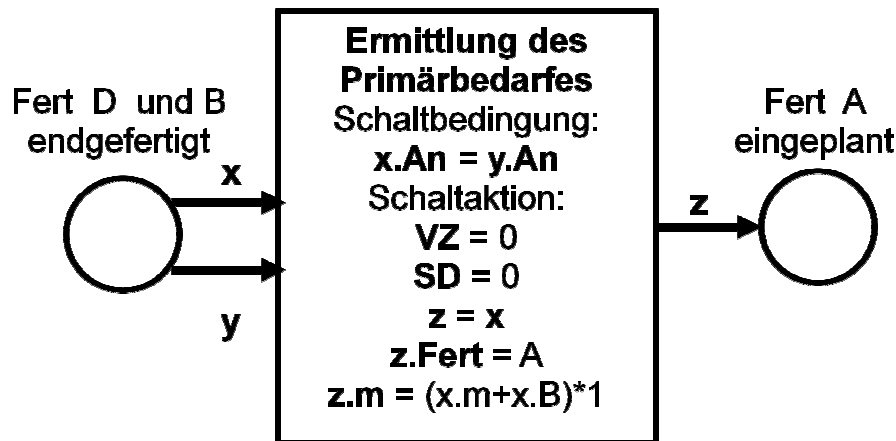 Fert D und B
endgefertigt
x
y
Ermittlung des
Primärbedarfes
Schaltbedingung:
x.An = y.An
Schaltaktion:
VZ = 0
SD = 0
z = x
z.Fert = A
z.m = (x.m+x.B)*1
z
Fert A
eingeplant